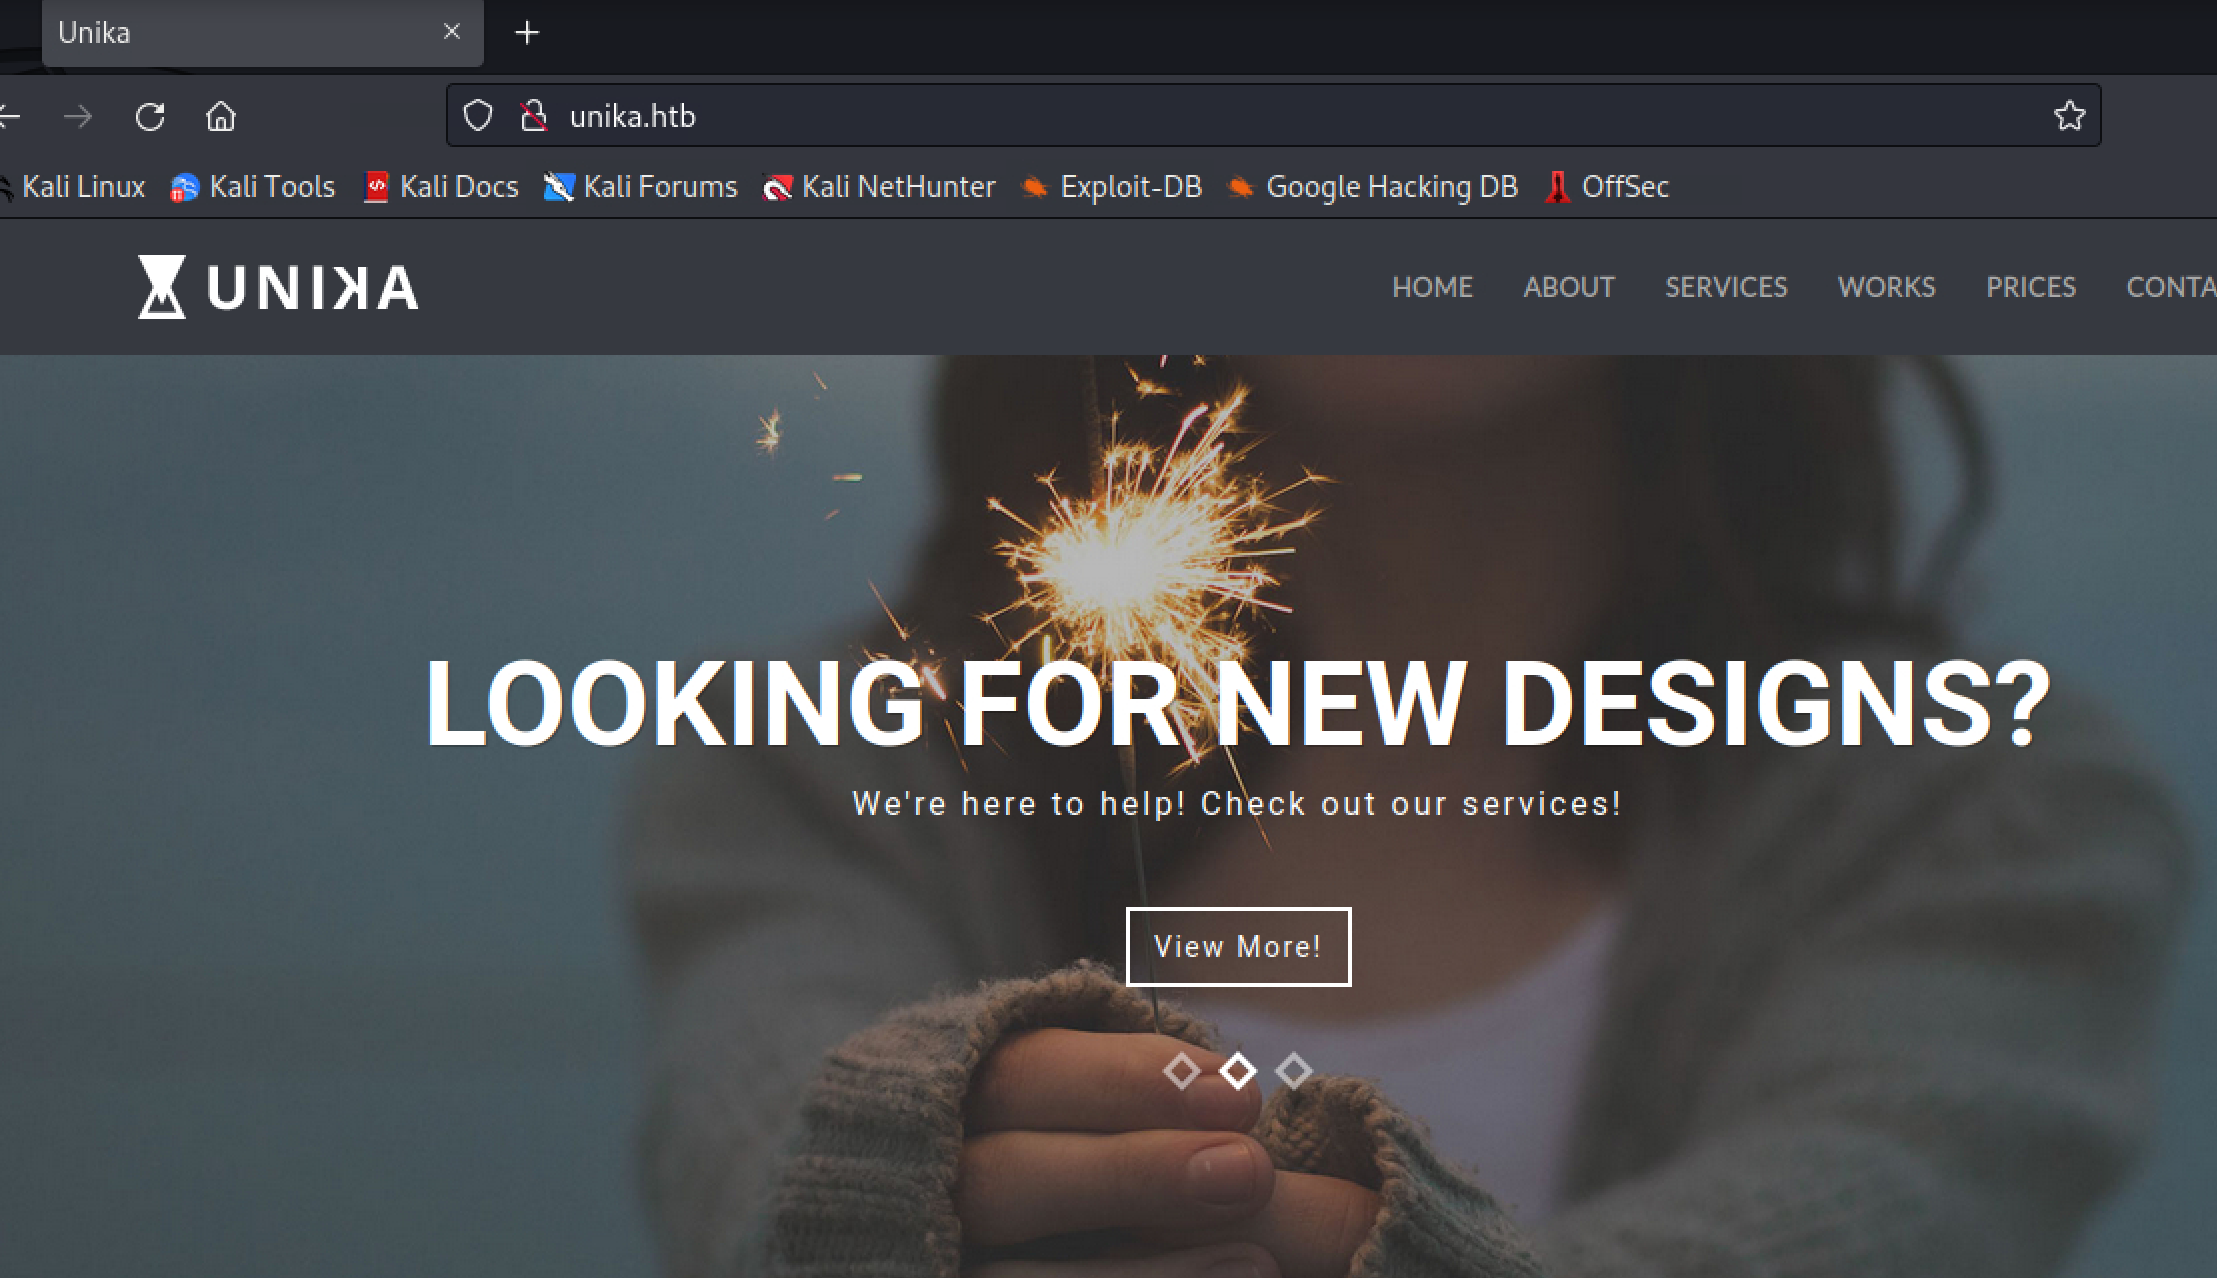 Unika
unika.htb
Kali Linux Kali Tools Kali Docs Kali Forums Kali NetHunter Exploit-DB Google Hacking DB OffSec
UNIKA HOME ABOUT SERVICES WORKS PRICES CONTA
LOOKING FOR NEW DESIGNS?
We're here to help! Check out our services!
View More!